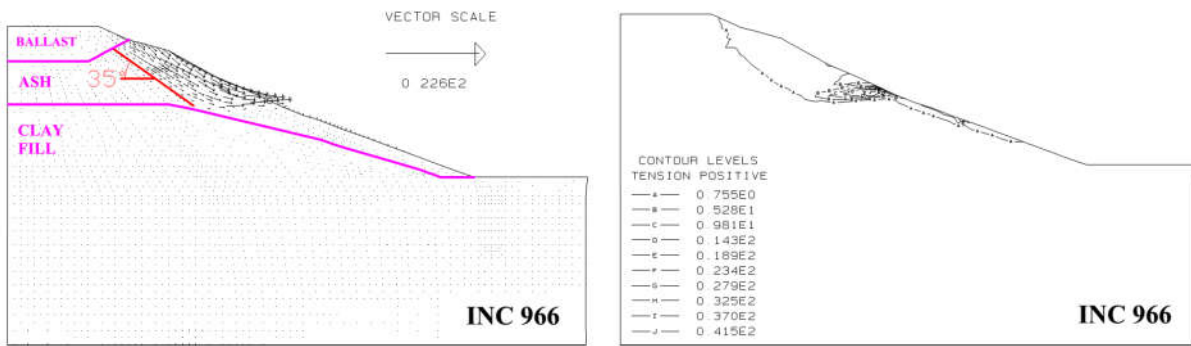 VECTOR SCALE
0 226E2
BALLAST
ASH
35°
CLAY
FILL
INC 966
CONTOUR LEVELS
TENSION POSITIVE
A 0.755E0
B 0.528E1
C 0.981E1
D 0.143E2
E 0.189E2
F 0.234E2
G 0.279E2
H 0.325E2
I 0.370E2
J 0.415E2
INC 966